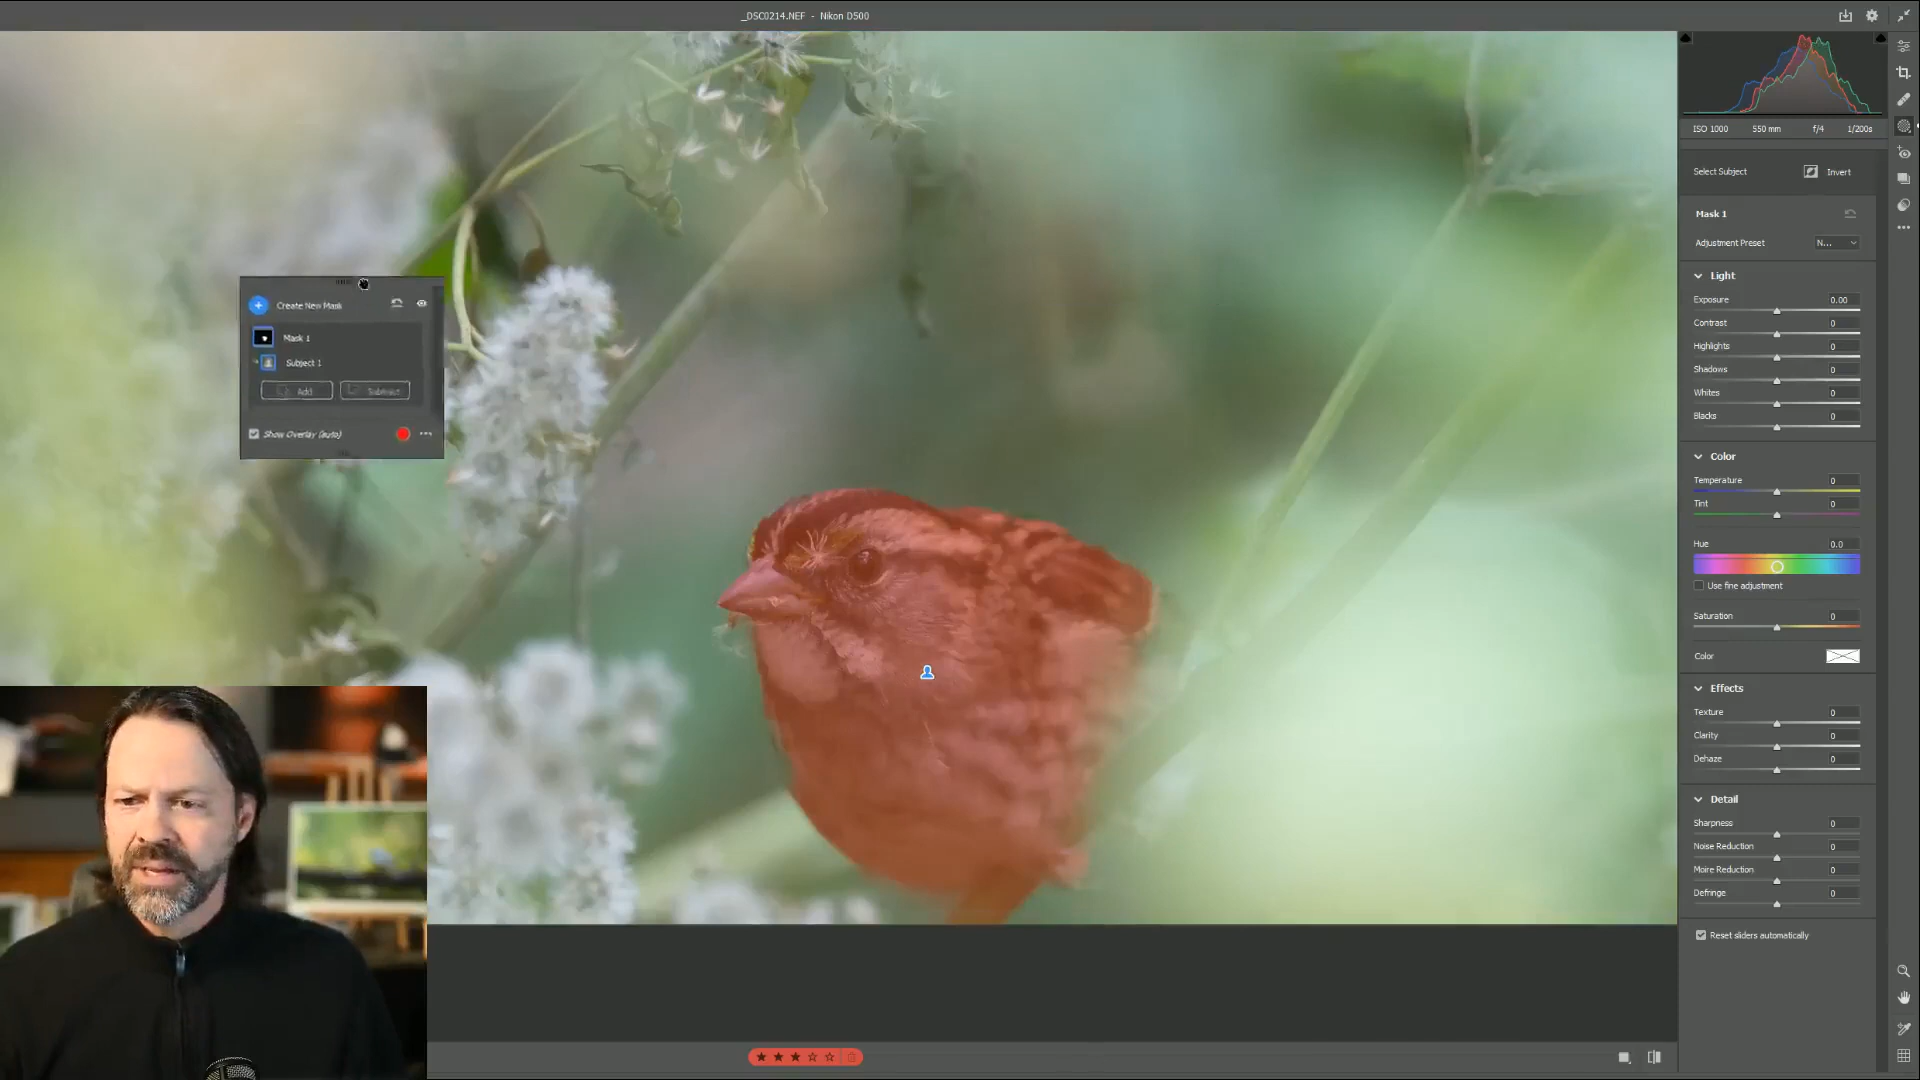 _DSC0214.NEF - Nikon D500
ISO 1000 550 mm f/4 1/200s
Select Subject Invert
Mask 1
Adjustment Preset N...
Light
Exposure 0.00
Contrast 0
Highlights 0
Shadows 0
Whites 0
Blacks 0
Color
Temperature 0
Tint 0
Hue 0.0
Use fine adjustment
Saturation 0
Color
Effects
Texture 0
Clarity 0
Dehaze 0
Detail
Sharpness 0
Noise Reduction 0
Moire Reduction 0
Defringe 0
Reset sliders automatically
Create New Mask
Mask 1
Subject 1
Add Subtract
Show Overlay (auto)